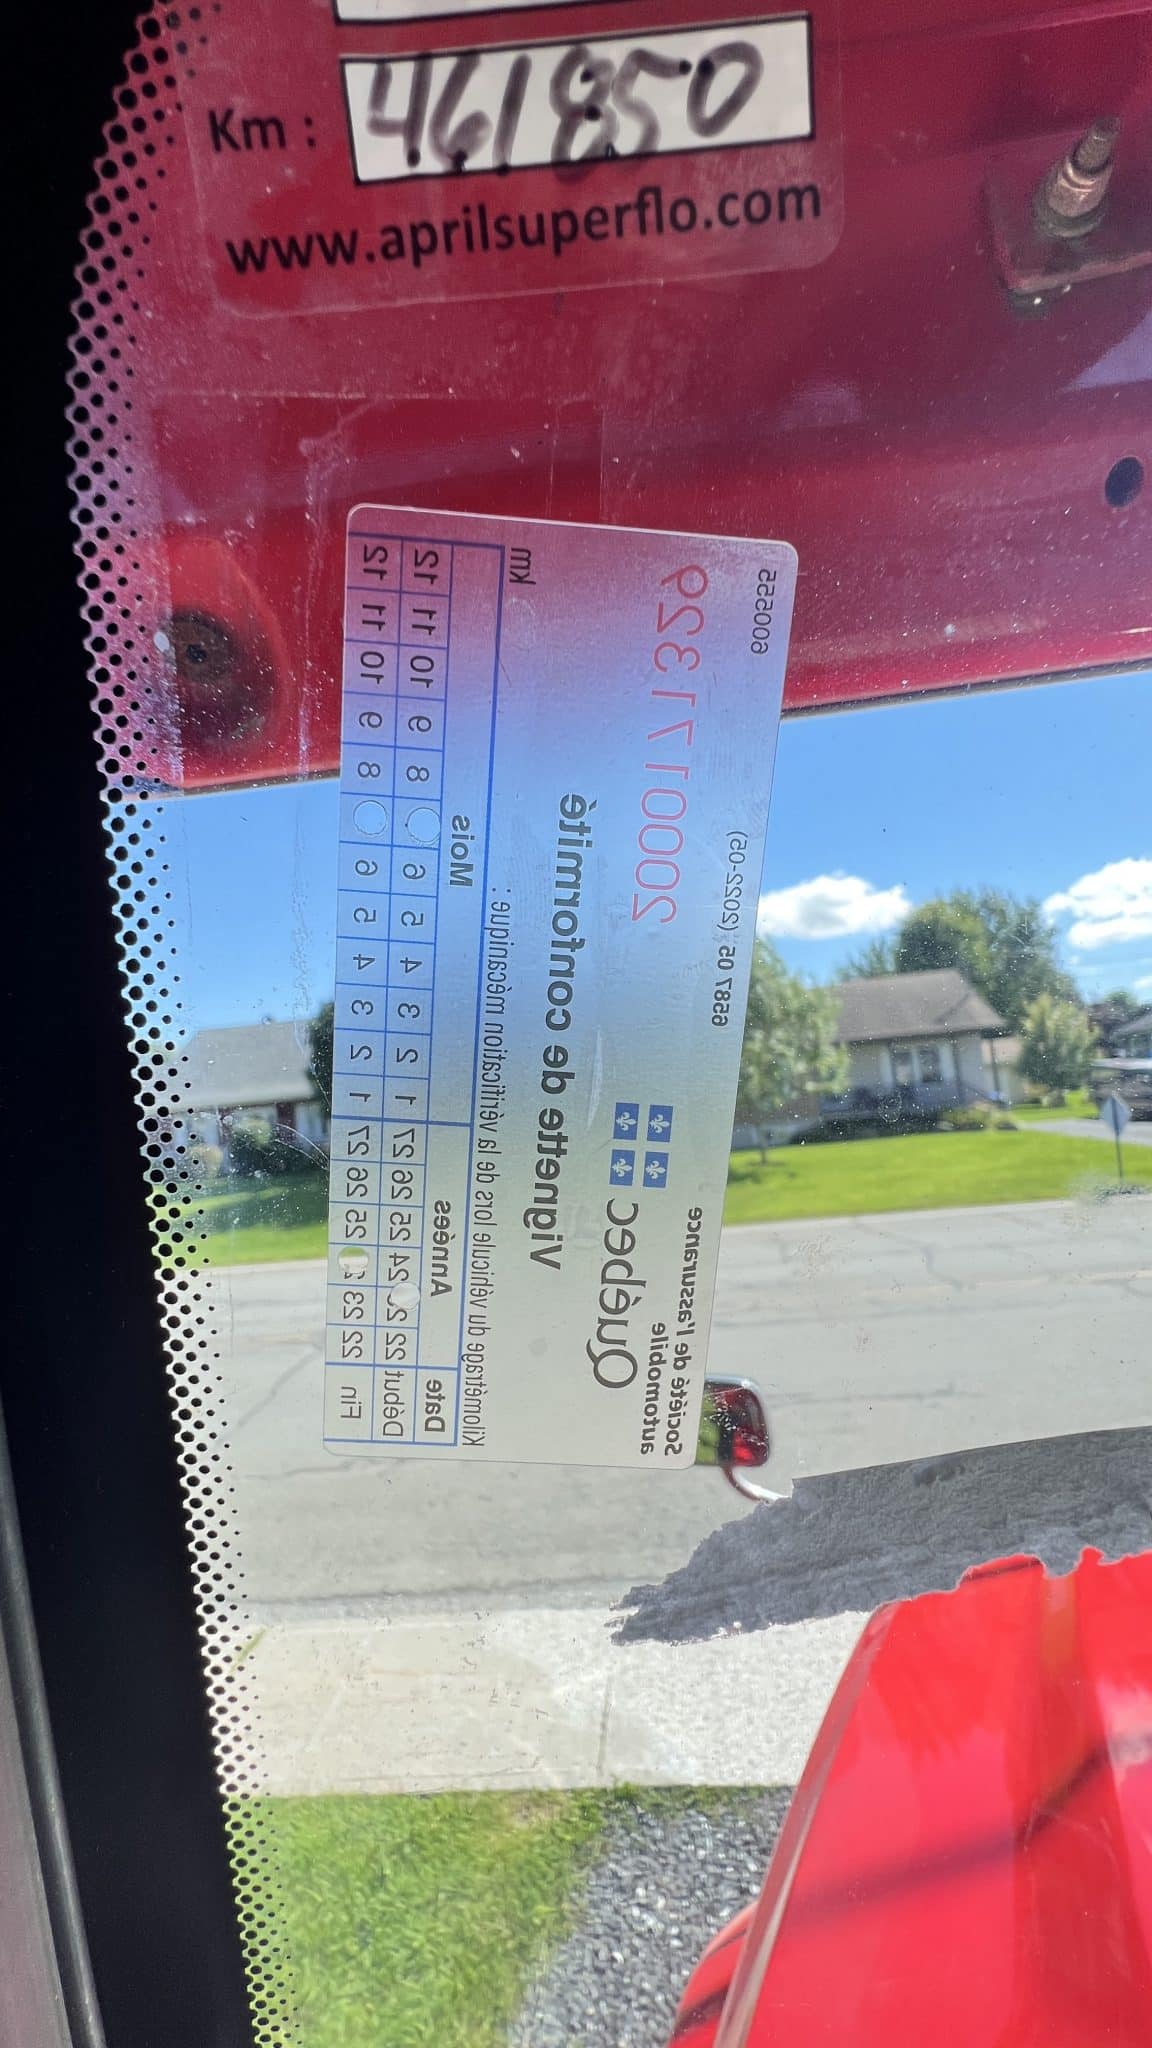 Km : 461850
www.aprilsuperflo.com
Société de l'assurance
automobile
Québec
6587 50 (2022-05)
600555
2000171329
Vignette de conformité
Kilométrage du véhicule lors de la vérification mécanique :
km
Date Années Mois
Début 22 24 25 26 27 1 2 3 4 5 6 8 9 10 11 12
Fin 22 23 25 26 27 1 2 3 4 5 6 8 9 10 11 12